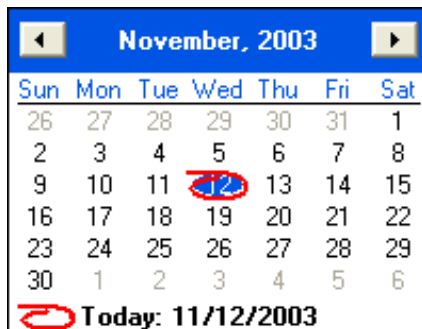 November, 2003
Sun Mon Tue Wed Thu Fri Sat
26 27 28 29 30 31 1
2 3 4 5 6 7 8
9 10 11 12 13 14 15
16 17 18 19 20 21 22
23 24 25 26 27 28 29
30 1 2 3 4 5 6
Today: 11/12/2003